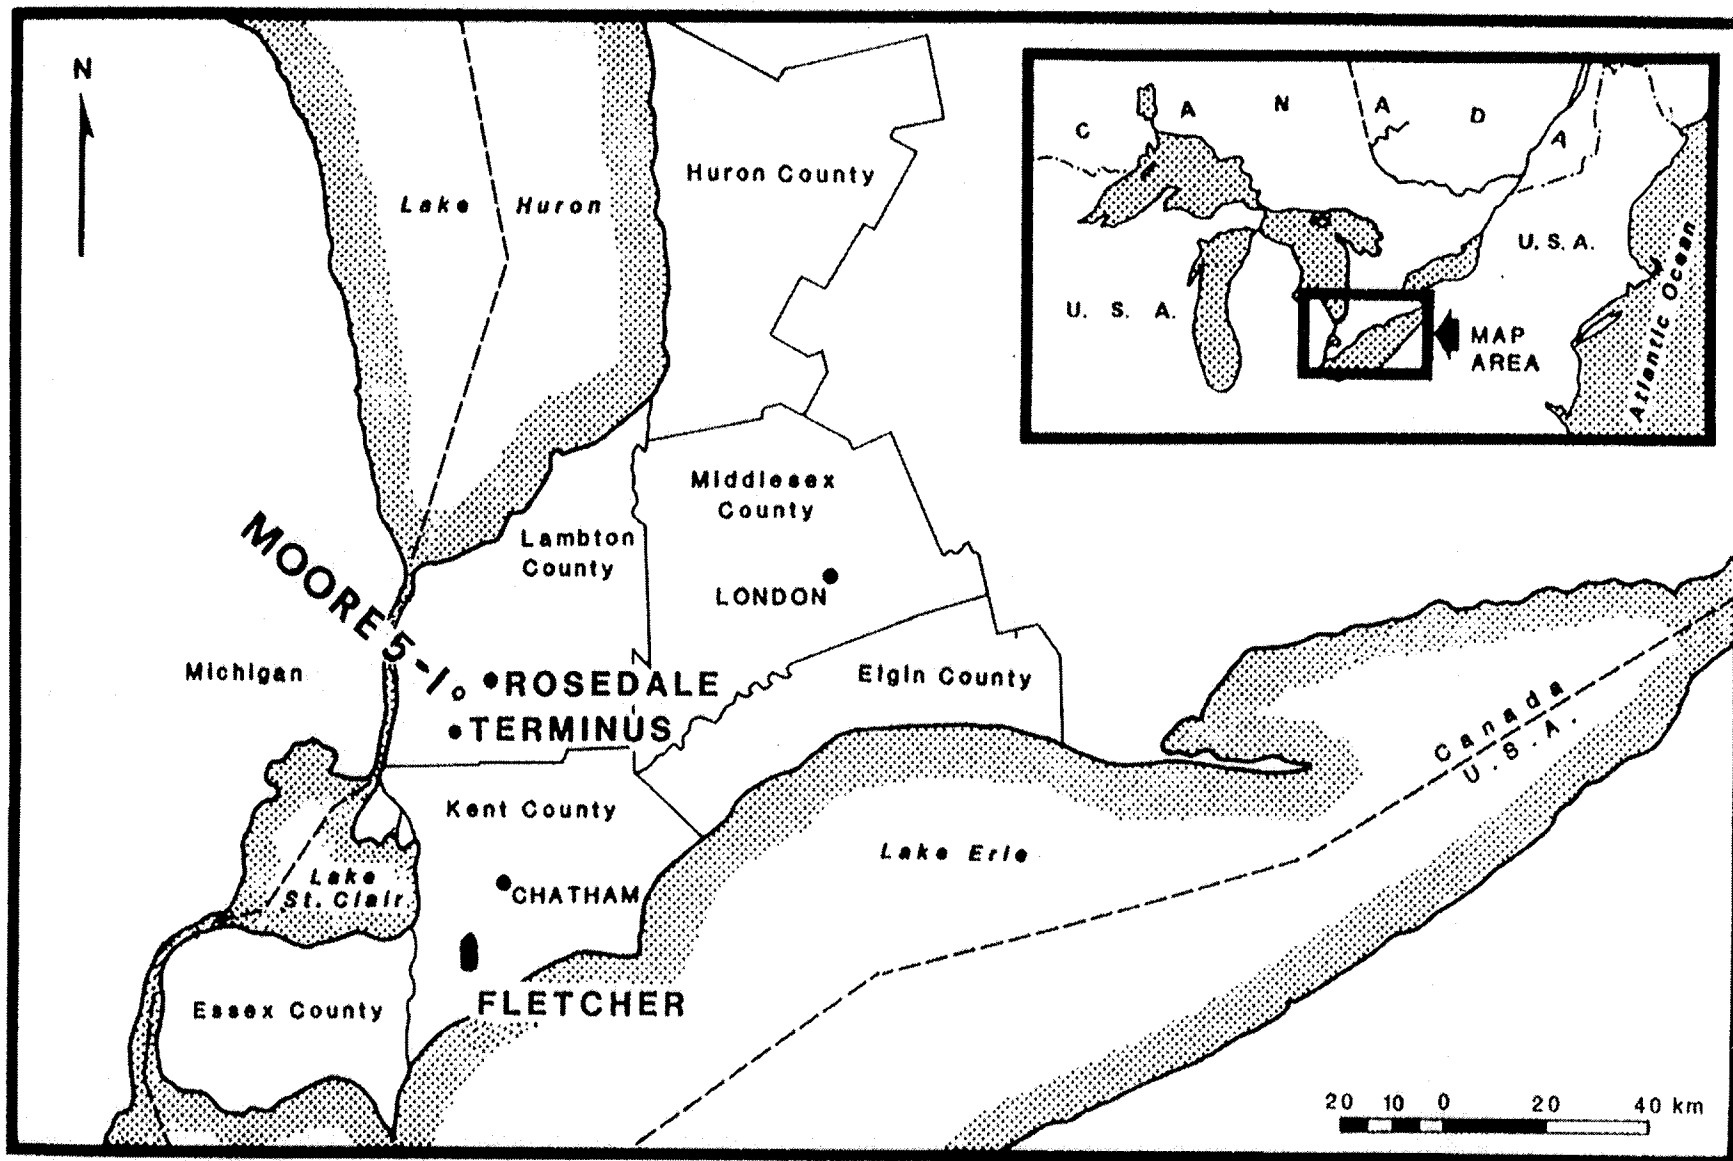 N
Lake Huron
Huron County
C A N A D A
U. S. A.
U. S. A.
MAP
AREA
Atlantic Ocean
Middlesex
County
LONDON
Lambton
County
MOORE 5-1
Michigan
ROSEDALE
TERMINUS
Elgin County
Canada
U. S. A.
Kent County
Lake Erie
Lake
St. Clair
CHATHAM
Essex County
FLETCHER
20 10 0 20 40 km